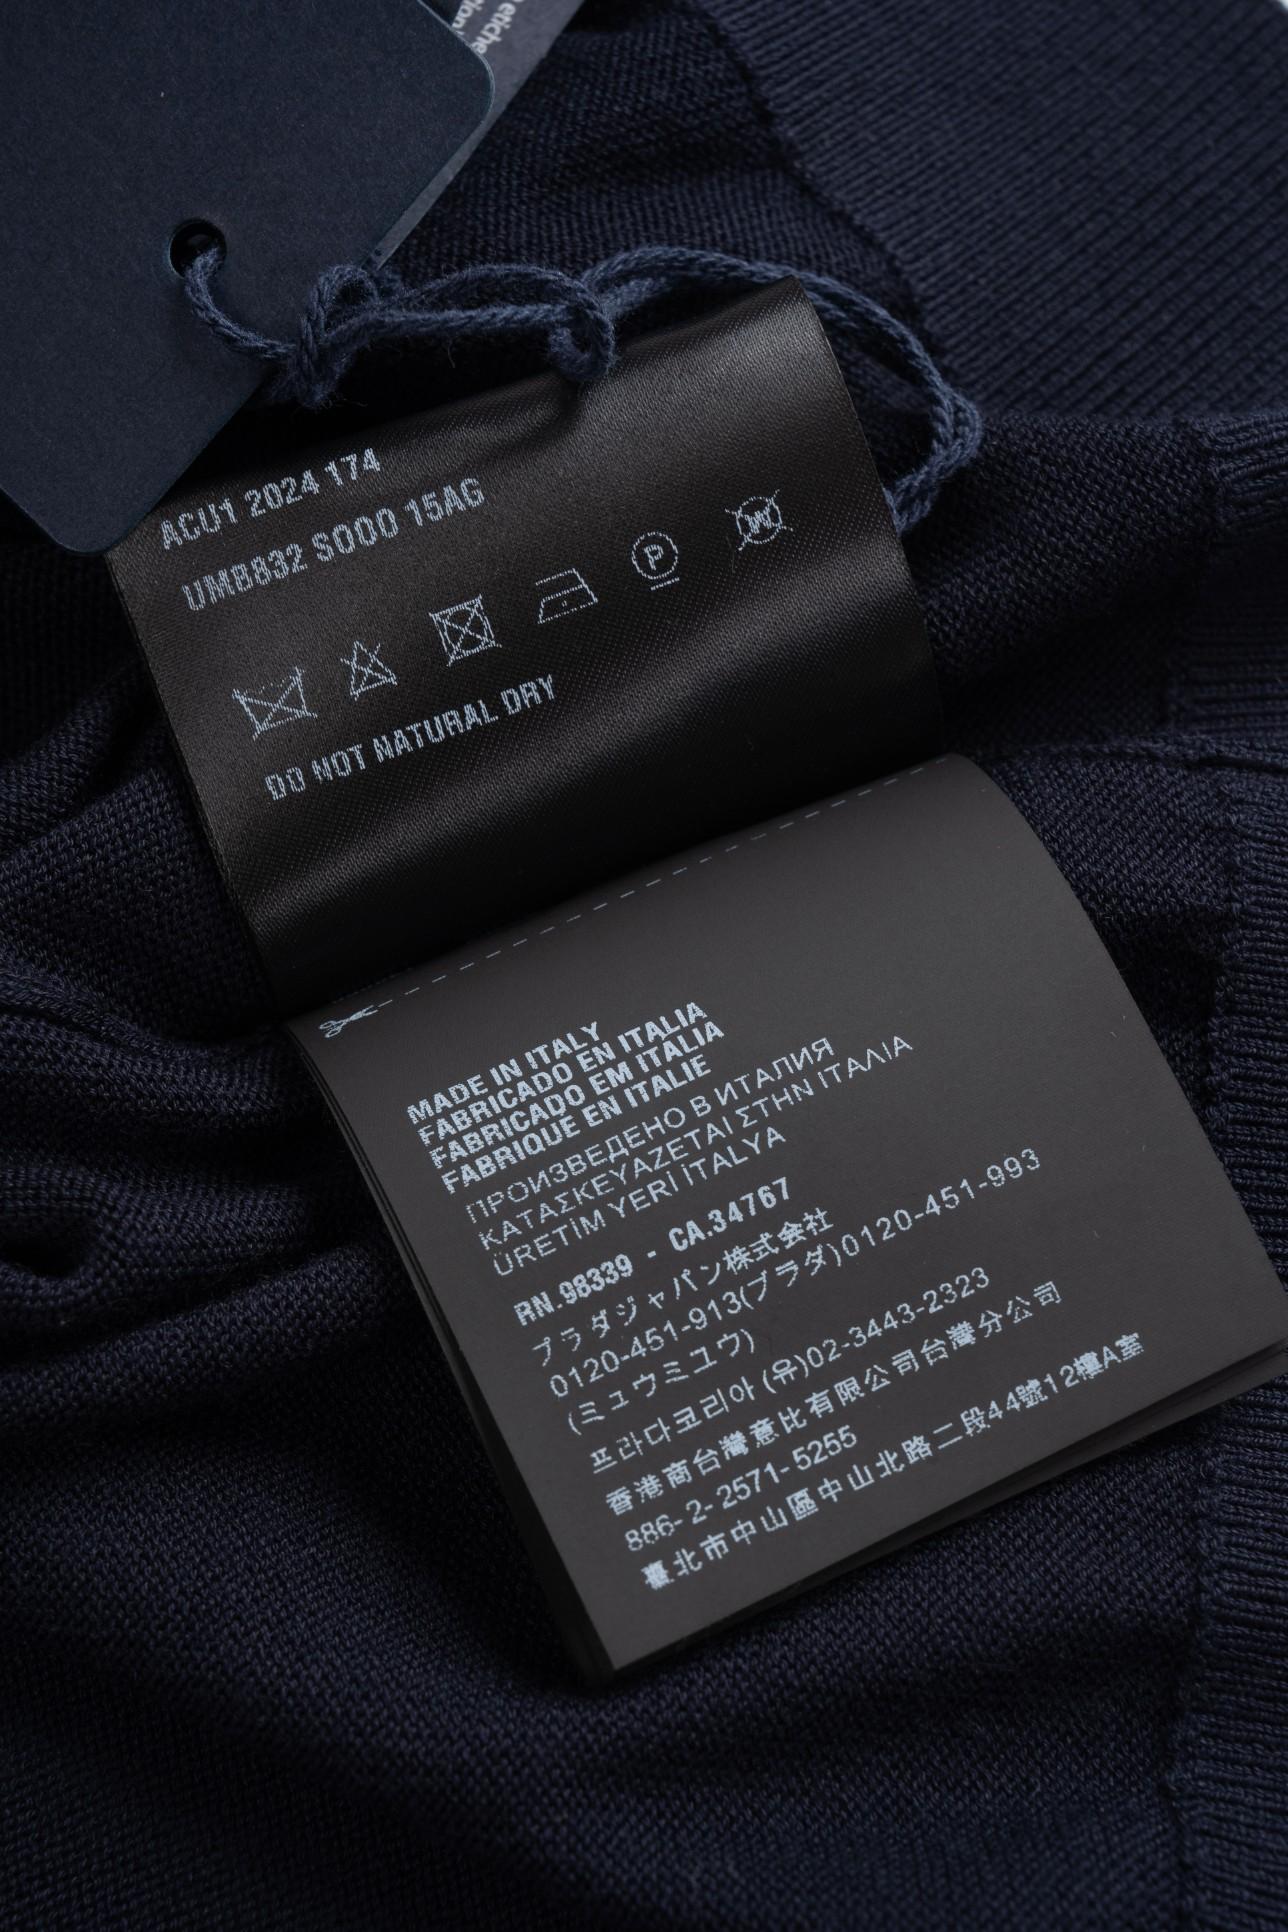 etiche
ACU1 2024 174
UMB832 S000 15AG
P
W
DO NOT NATURAL DRY
MADE IN ITALY
FABRICADO EN ITALIA
FABRICADO EM ITALIA
FABRIQUE EN ITALIE
ПРОИЗВЕДЕНО В ИТАЛИЯ
ΚΑΤΑΣΚΕΥΑΖΕΤΑΙ ΣΤΗΝ ΙΤΑΛΙΑ
ÜRETİM YERİ İTALYA
RN.98339 - CA.34767
プラダジャパン株式会社
0120-451-913(プラダ)0120-451-993
(ミュウミュウ)
프라다코리아 (유)02-3443-2323
香港商台灣意比有限公司台灣分公司
886-2-2571-5255
臺北市中山區中山北路二段44號12樓A室